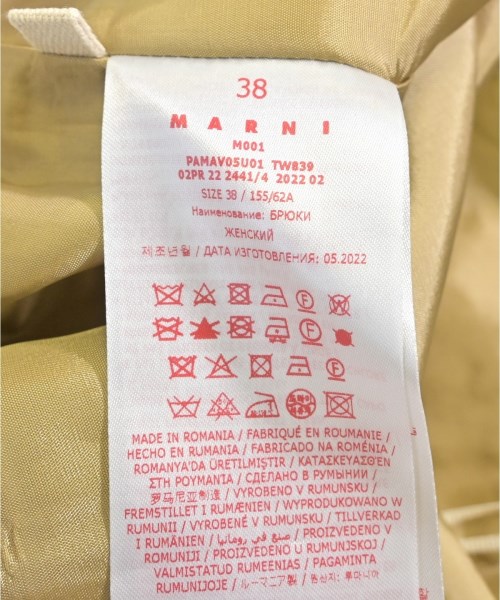 38
MARNI
M001
PAMAV05U01 TW839
02PR 22 2441/4 2022 02
SIZE 38 / 155/62A
Наименование: БРЮКИ
ЖЕНСКИЙ
제조년월 / ДАТА ИЗГОТОВЛЕНИЯ: 05.2022
MADE IN ROMANIA / FABRIQUÉ EN ROUMANIE /
HECHO EN RUMANIA / FABRICADO NA ROMÉNIA /
ROMANYA'DA ÜRETILMIŞTIR / ΚΑΤΑΣΚΕΥΑΣΘΕΝ
ΣΤΗ ΡΟΥΜΑΝΙΑ / СДЕЛАНО В РУМЫНИИ /
罗马尼亚制造 / VYROBENO V RUMUNSKU /
FREMSTILLET I RUMÆNIEN / WYPRODUKOWANO W
RUMUNII / VYROBENÉ V RUMUNSKU / TILLVERKAD
I RUMÄNIEN / صنع في رومانيا / PROIZVEDENO V
ROMUNIJI / PROIZVEDENO U RUMUNJSKOJ /
VALMISTATUD RUMEENIAS / PAGAMINTA
RUMUNIJOJE / ルーマニア製 / 원산지: 루마니아